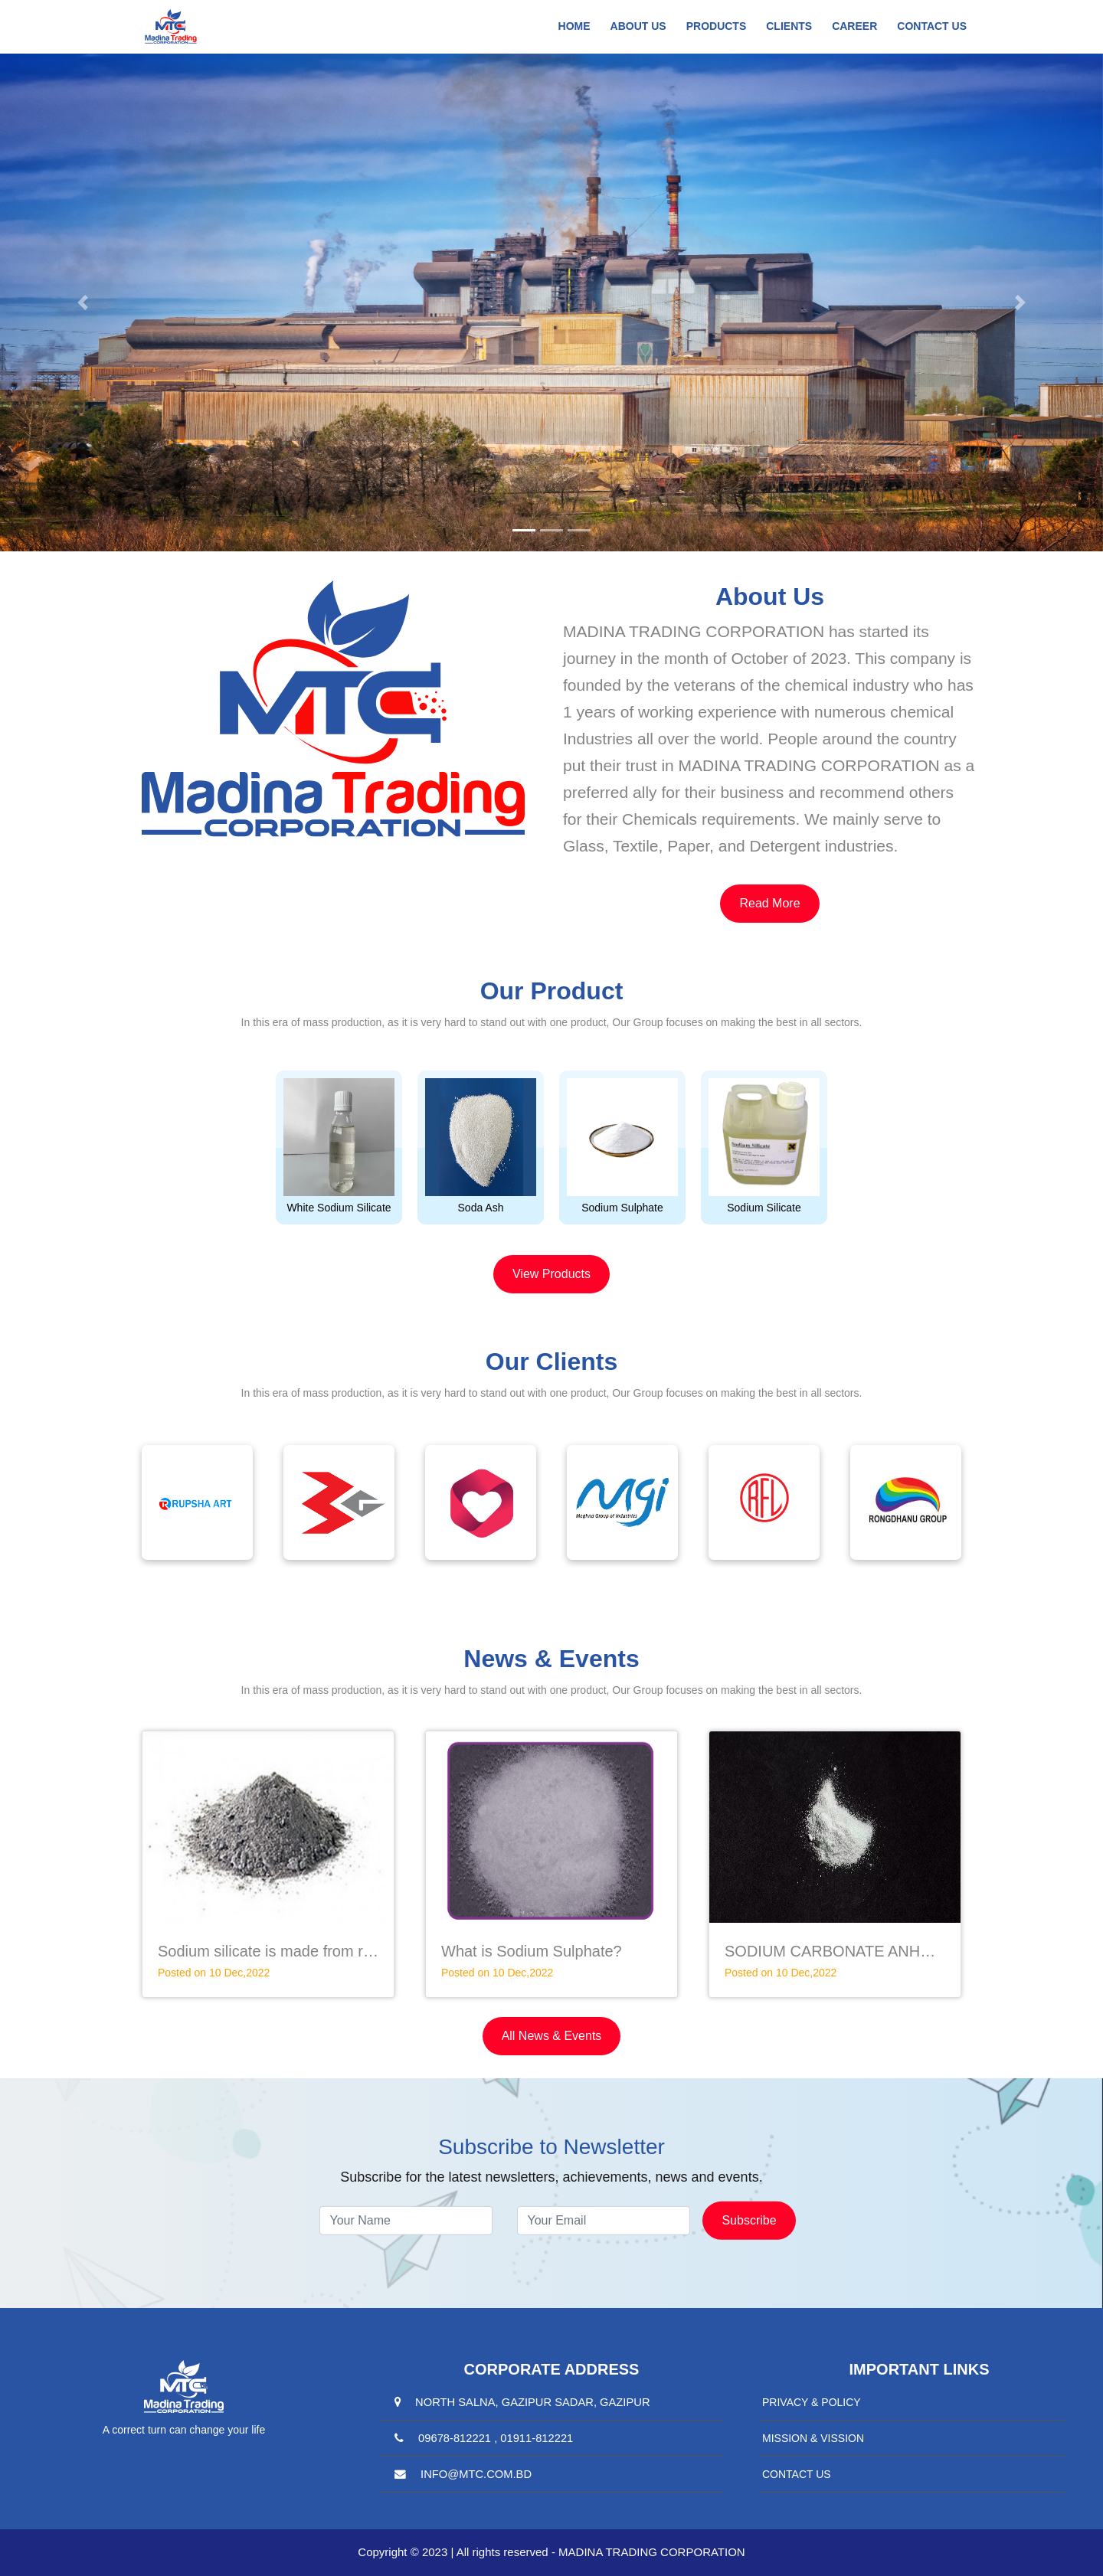 MTC
Madina Trading
CORPORATION
HOME ABOUT US PRODUCTS CLIENTS CAREER CONTACT US
MTC
Madina Trading
CORPORATION
About Us
MADINA TRADING CORPORATION has started its
journey in the month of October of 2023. This company is
founded by the veterans of the chemical industry who has
1 years of working experience with numerous chemical
Industries all over the world. People around the country
put their trust in MADINA TRADING CORPORATION as a
preferred ally for their business and recommend others
for their Chemicals requirements. We mainly serve to
Glass, Textile, Paper, and Detergent industries.
Read More
Our Product
In this era of mass production, as it is very hard to stand out with one product, Our Group focuses on making the best in all sectors.
Sodium Silicate
White Sodium Silicate
Soda Ash
Sodium Sulphate
Sodium Silicate
View Products
Our Clients
In this era of mass production, as it is very hard to stand out with one product, Our Group focuses on making the best in all sectors.
RUPSHA ART
mgi
Meghna Group of Industries
RFL
RONGDHANU GROUP
News & Events
In this era of mass production, as it is very hard to stand out with one product, Our Group focuses on making the best in all sectors.
Sodium silicate is made from r…
Posted on 10 Dec,2022
What is Sodium Sulphate?
Posted on 10 Dec,2022
SODIUM CARBONATE ANH…
Posted on 10 Dec,2022
All News & Events
Subscribe to Newsletter
Subscribe for the latest newsletters, achievements, news and events.
Your Name
Your Email
Subscribe
MTC
Madina Trading
CORPORATION
A correct turn can change your life
CORPORATE ADDRESS
NORTH SALNA, GAZIPUR SADAR, GAZIPUR
09678-812221 , 01911-812221
INFO@MTC.COM.BD
IMPORTANT LINKS
PRIVACY & POLICY
MISSION & VISSION
CONTACT US
Copyright © 2023 | All rights reserved - MADINA TRADING CORPORATION